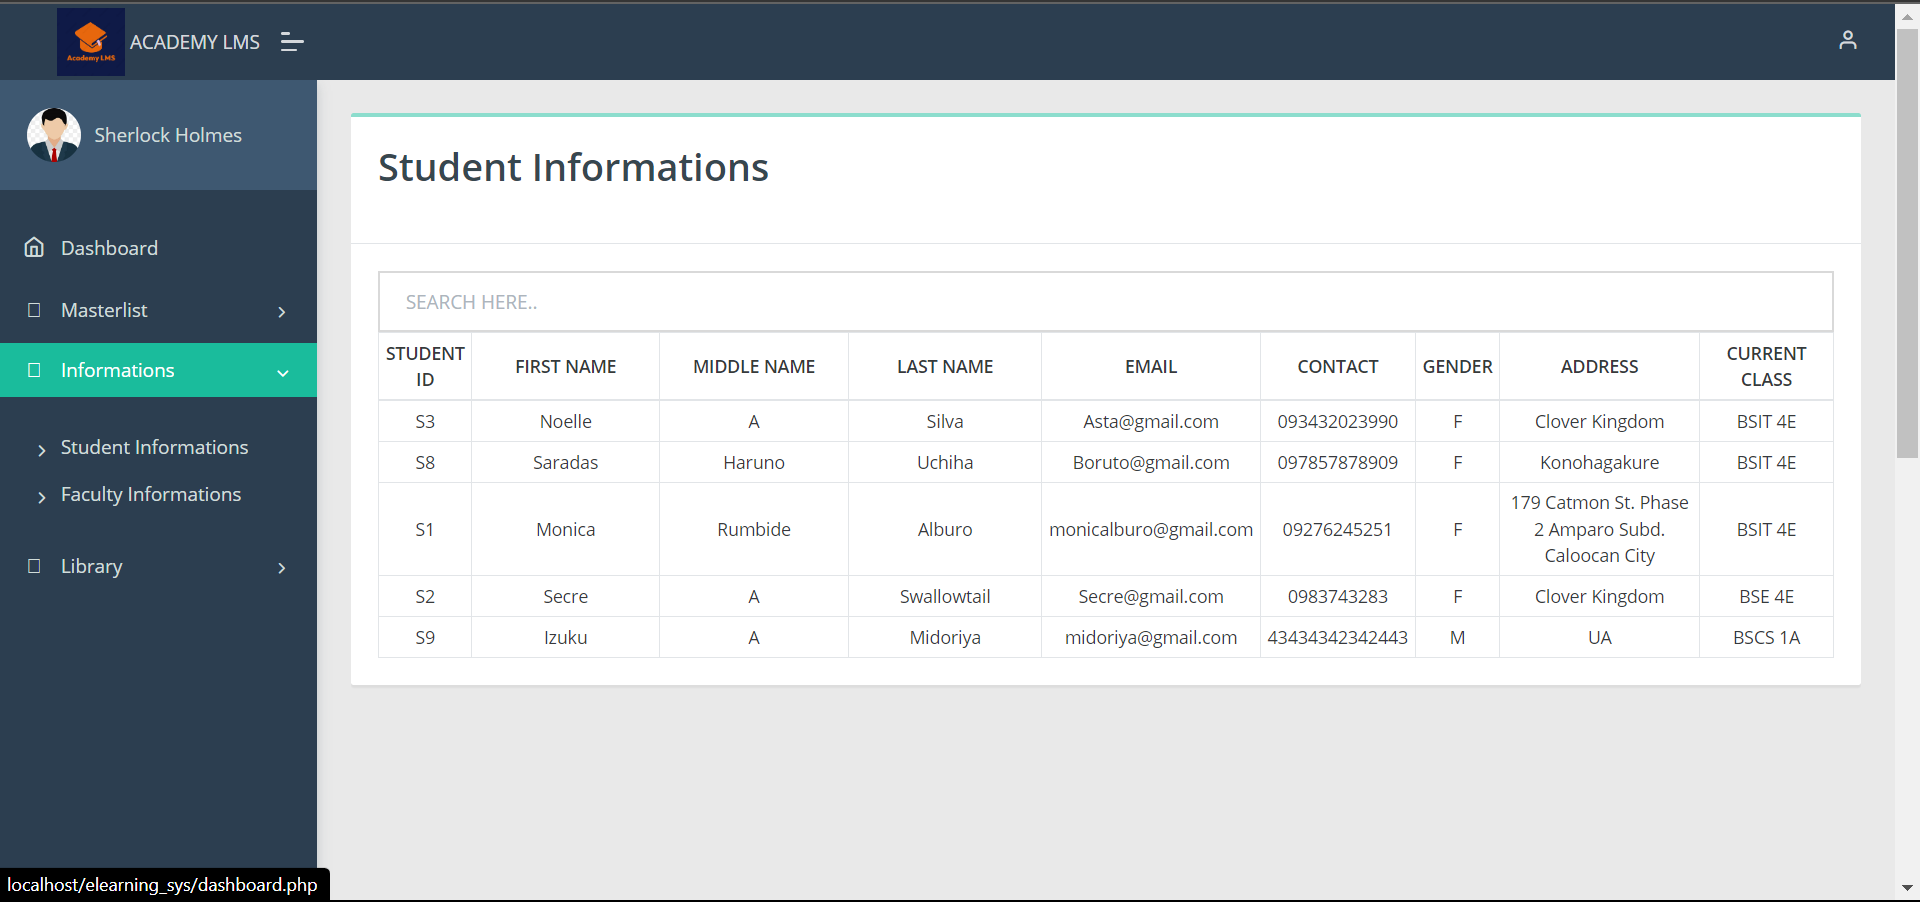 Academy LMS
ACADEMY LMS
Sherlock Holmes
Dashboard
Masterlist
Informations
Student Informations
Faculty Informations
Library
Student Informations
SEARCH HERE..
STUDENT ID FIRST NAME MIDDLE NAME LAST NAME EMAIL CONTACT GENDER ADDRESS CURRENT CLASS
S3 Noelle A Silva Asta@gmail.com 093432023990 F Clover Kingdom BSIT 4E
S8 Saradas Haruno Uchiha Boruto@gmail.com 097857878909 F Konohagakure BSIT 4E
S1 Monica Rumbide Alburo monicalburo@gmail.com 09276245251 F 179 Catmon St. Phase 2 Amparo Subd. Caloocan City BSIT 4E
S2 Secre A Swallowtail Secre@gmail.com 0983743283 F Clover Kingdom BSE 4E
S9 Izuku A Midoriya midoriya@gmail.com 43434342342443 M UA BSCS 1A
localhost/elearning_sys/dashboard.php